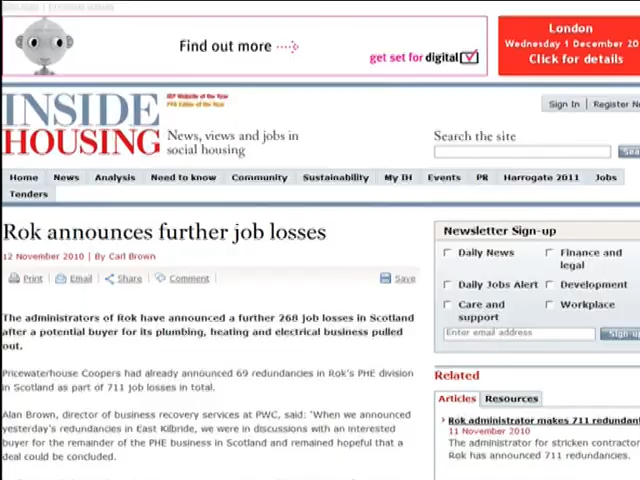 Find out more
get set for digital
London
Wednesday 1 December 20
Click for details
INSIDE
HOUSING
News, views and jobs in
social housing
Sign In | Register N
Search the site
Sea
Home News Analysis Need to know Community Sustainability My IH Events PR Harrogate 2011 Jobs
Tenders
Rok announces further job losses
12 November 2010 | By Carl Brown
Print | Email | Share | Comment |
Save
The administrators of Rok have announced a further 268 job losses in Scotland
after a potential buyer for its plumbing, heating and electrical business pulled
out.
Pricewaterhouse Coopers had already announced 69 redundancies in Rok's PHE division
in Scotland as part of 711 job losses in total.
Alan Brown, director of business recovery services at PWC, said: 'When we announced
yesterday's redundancies in East Kilbride, we were in discussions with an interested
buyer for the remainder of the PHE business in Scotland and remained hopeful that a
deal could be concluded.
Newsletter Sign-up
Daily News
Finance and
legal
Daily Jobs Alert
Development
Care and
support
Workplace
Enter email address
Sign-u
Related
Articles Resources
Rok administrator makes 711 redundant
11 November 2010
The administrator for stricken contractor
Rok has announced 711 redundancies.